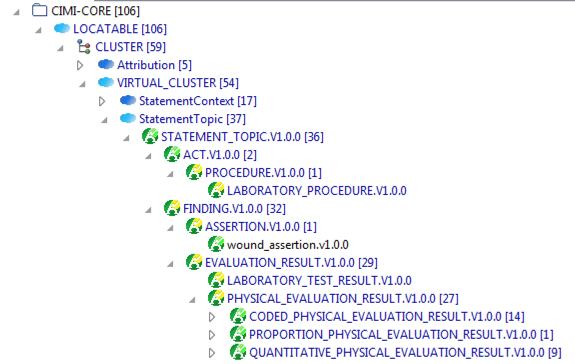 CIMI-CORE [106]
LOCATABLE [106]
CLUSTER [59]
Attribution [5]
VIRTUAL_CLUSTER [54]
StatementContext [17]
StatementTopic [37]
STATEMENT_TOPIC.V1.0.0 [36]
ACT.V1.0.0 [2]
PROCEDURE.V1.0.0 [1]
LABORATORY_PROCEDURE.V1.0.0
FINDING.V1.0.0 [32]
ASSERTION.V1.0.0 [1]
wound_assertion.v1.0.0
EVALUATION_RESULT.V1.0.0 [29]
LABORATORY_TEST_RESULT.V1.0.0
PHYSICAL_EVALUATION_RESULT.V1.0.0 [27]
CODED_PHYSICAL_EVALUATION_RESULT.V1.0.0 [14]
PROPORTION_PHYSICAL_EVALUATION_RESULT.V1.0.0 [1]
QUANTITATIVE_PHYSICAL_EVALUATION_RESULT.V1.0.0 [9]